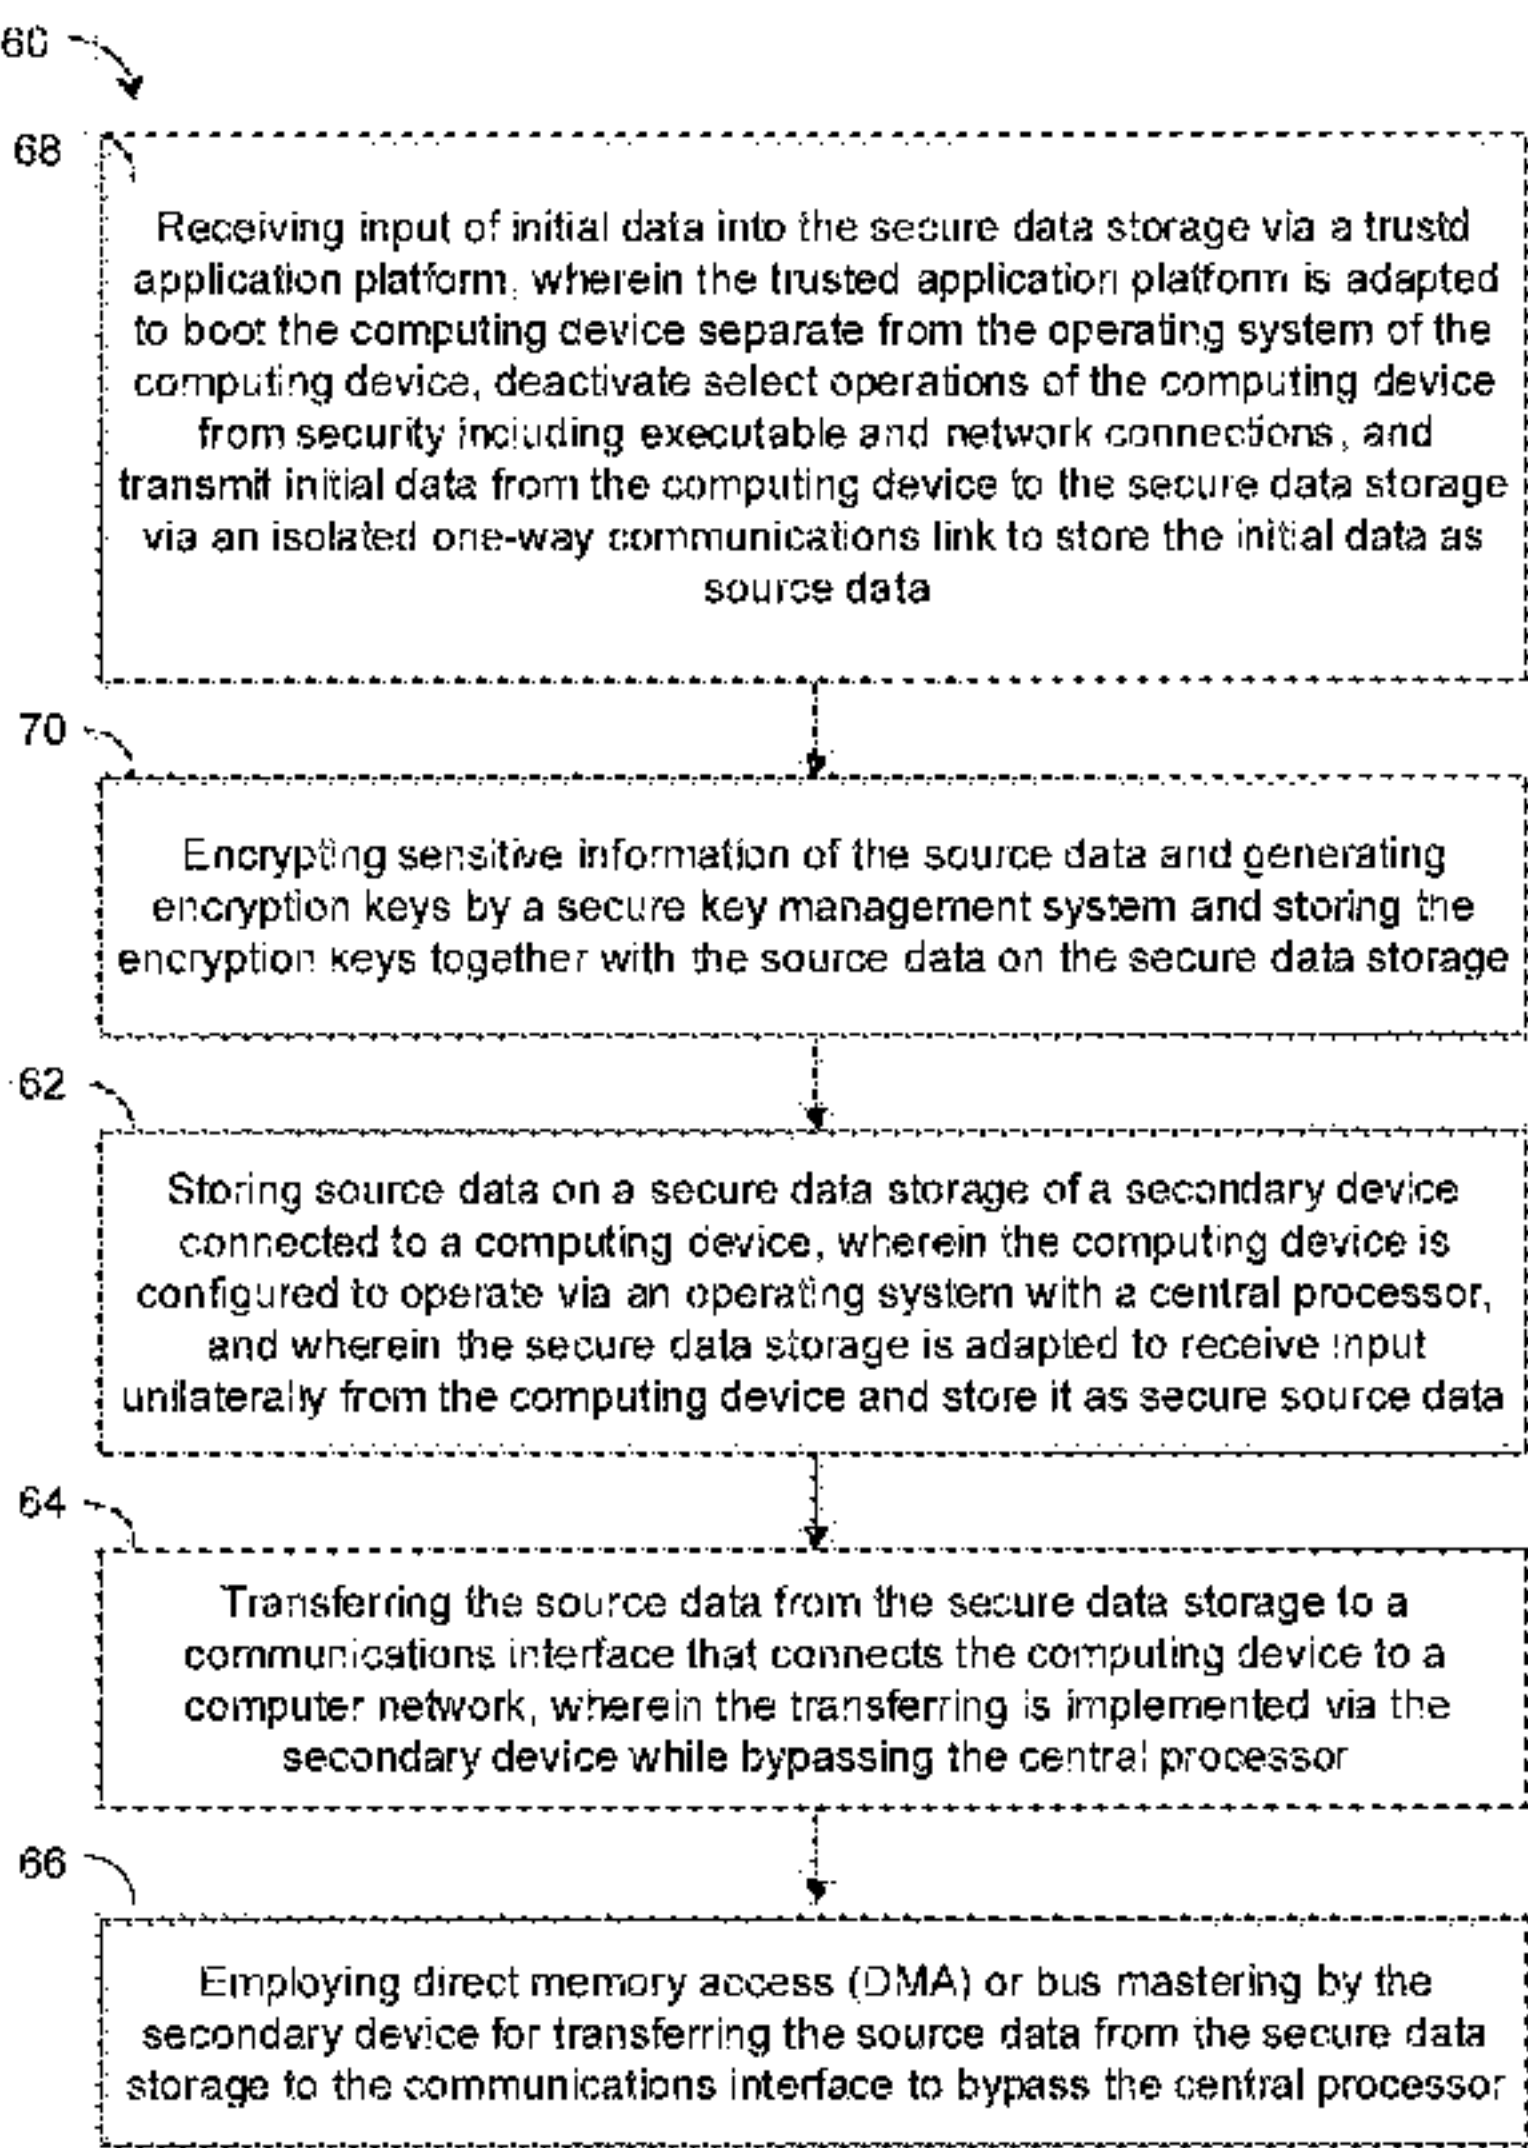 60
68
Receiving input of initial data into the secure data storage via a trustd
application platform, wherein the trusted application platform is adapted
to boot the computing device separate from the operating system of the
computing device, deactivate select operations of the computing device
from security including executable and network connections, and
transmit initial data from the computing device to the secure data storage
via an isolated one-way communications link to store the initial data as
source data
70
Encrypting sensitive information of the source data and generating
encryption keys by a secure key management system and storing the
encryption keys together with the source data on the secure data storage
62
Storing source data on a secure data storage of a secondary device
connected to a computing device, wherein the computing device is
configured to operate via an operating system with a central processor,
and wherein the secure data storage is adapted to receive input
unilaterally from the computing device and store it as secure source data
64
Transferring the source data from the secure data storage to a
communications interface that connects the computing device to a
computer network, wherein the transferring is implemented via the
secondary device while bypassing the central processor
66
Employing direct memory access (DMA) or bus mastering by the
secondary device for transferring the source data from the secure data
storage to the communications interface to bypass the central processor